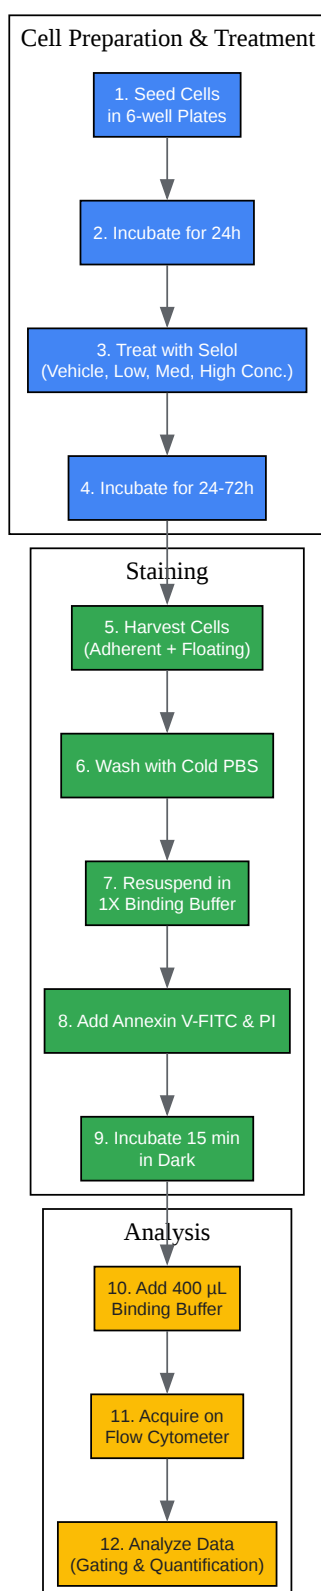 Cell Preparation & Treatment
1. Seed Cells
in 6-well Plates
2. Incubate for 24h
3. Treat with Selol
(Vehicle, Low, Med, High Conc.)
4. Incubate for 24-72h
Staining
5. Harvest Cells
(Adherent + Floating)
6. Wash with Cold PBS
7. Resuspend in
1X Binding Buffer
8. Add Annexin V-FITC & PI
9. Incubate 15 min
in Dark
Analysis
10. Add 400 µL
Binding Buffer
11. Acquire on
Flow Cytometer
12. Analyze Data
(Gating & Quantification)